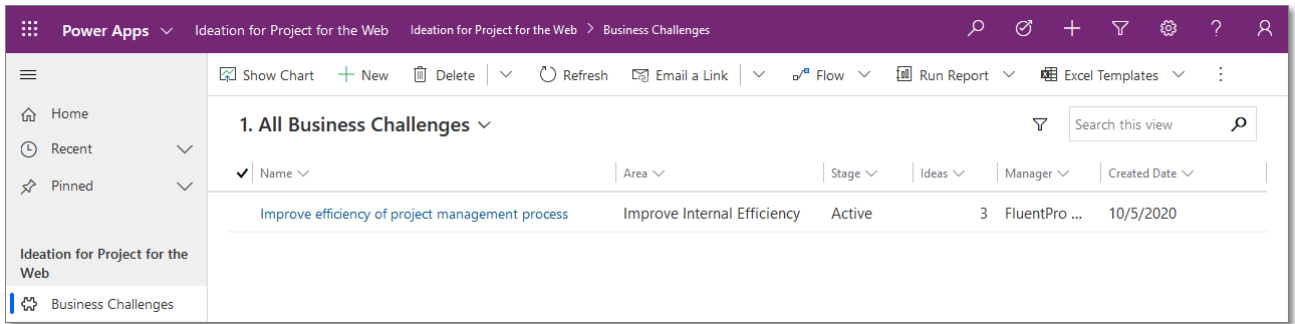 Power Apps Ideation for Project for the Web Ideation for Project for the Web > Business Challenges
Show Chart New Delete Refresh Email a Link Flow Run Report Excel Templates
Home
Recent
Pinned
Ideation for Project for the
Web
Business Challenges
1. All Business Challenges
Search this view
Name Area Stage Ideas Manager Created Date
Improve efficiency of project management process Improve Internal Efficiency Active 3 FluentPro ... 10/5/2020